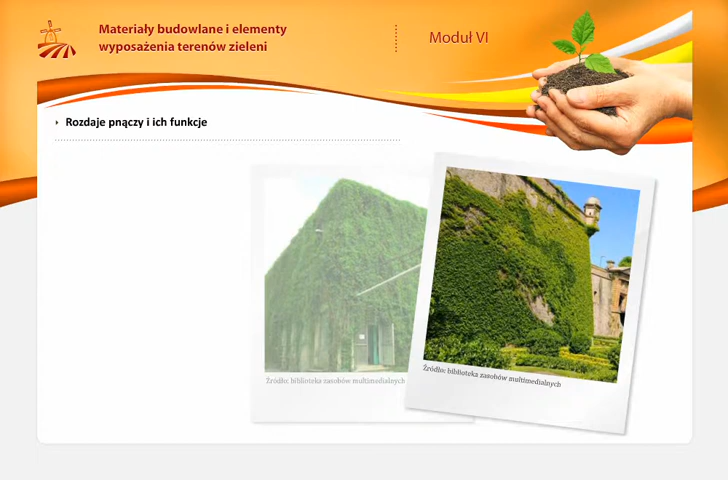 Materiały budowlane i elementy
wyposażenia terenów zieleni
Moduł VI
Rozdaje pnączy i ich funkcje
Źródło: biblioteka zasobów multimedialnych
Źródło: biblioteka zasobów multimedialnych